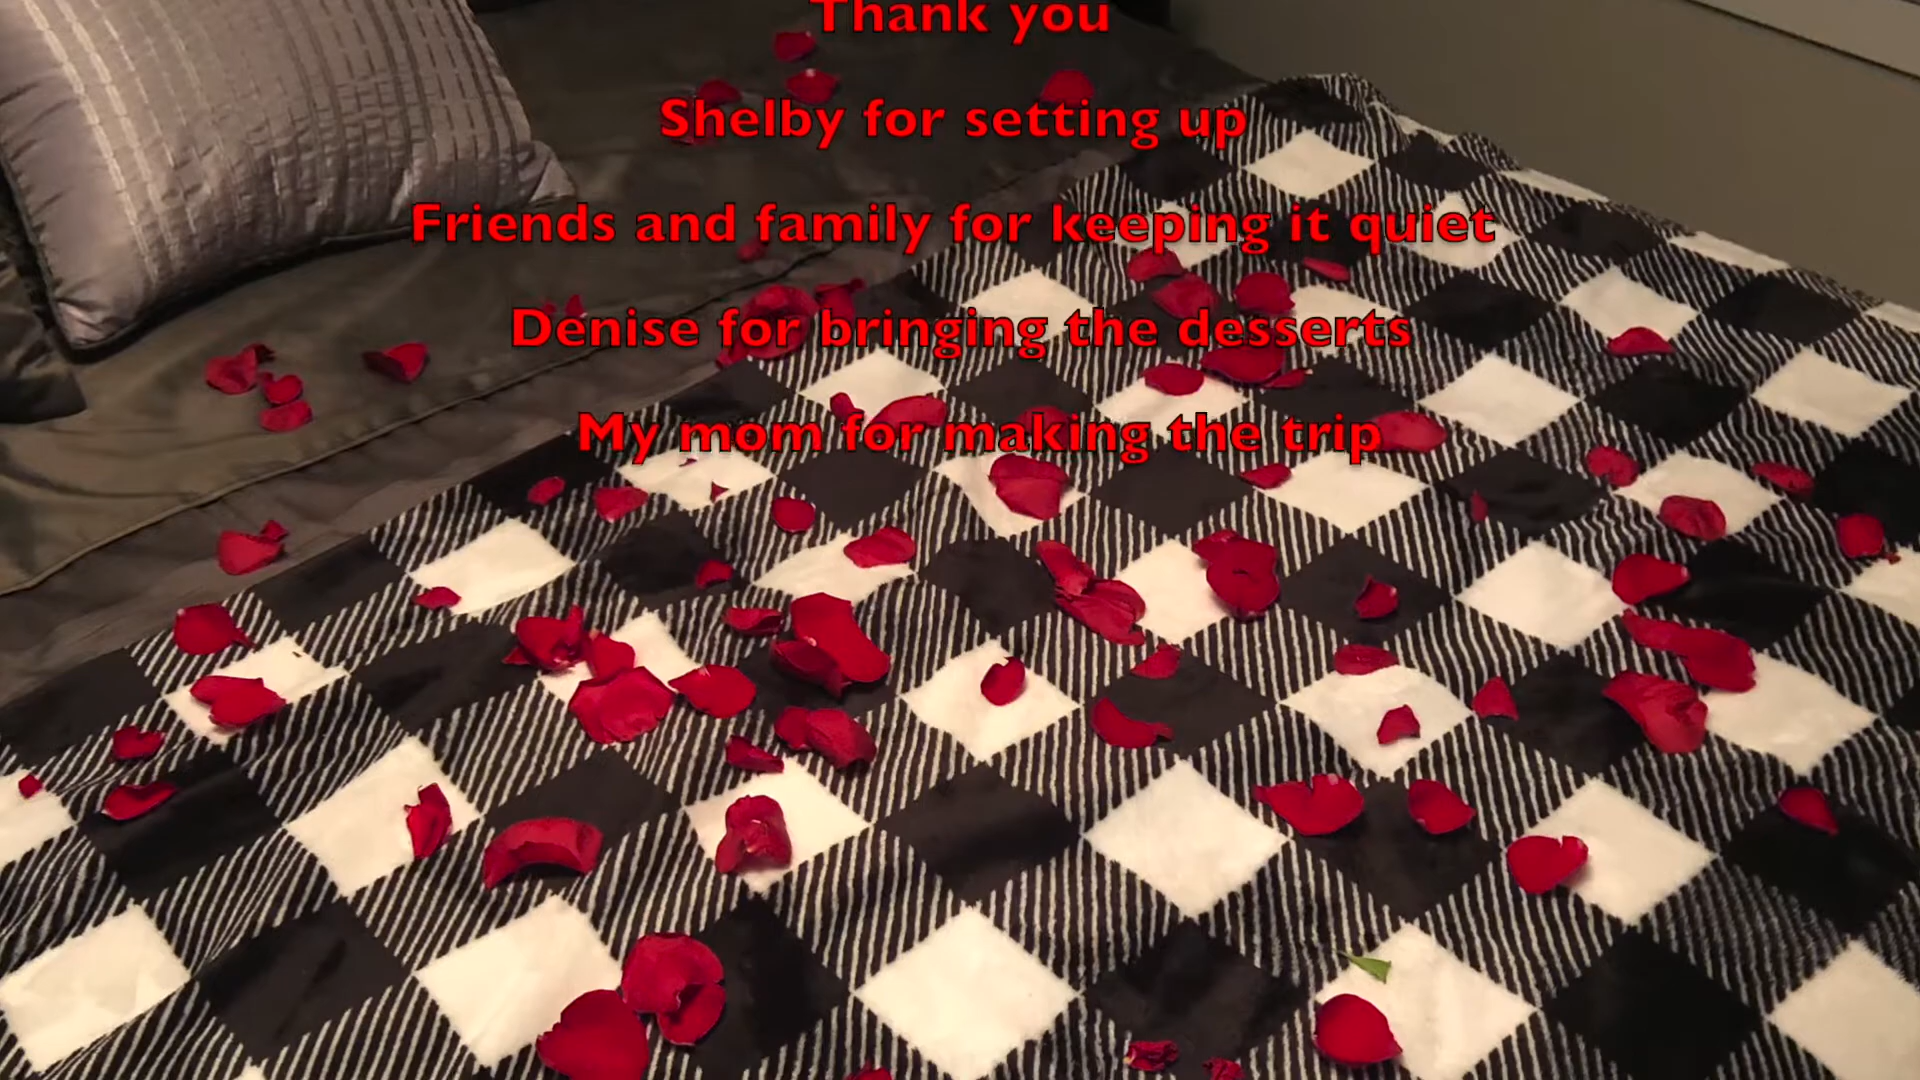 Thank you
Shelby for setting up
Friends and family for keeping it quiet
Denise for bringing the desserts
My mom for making the trip